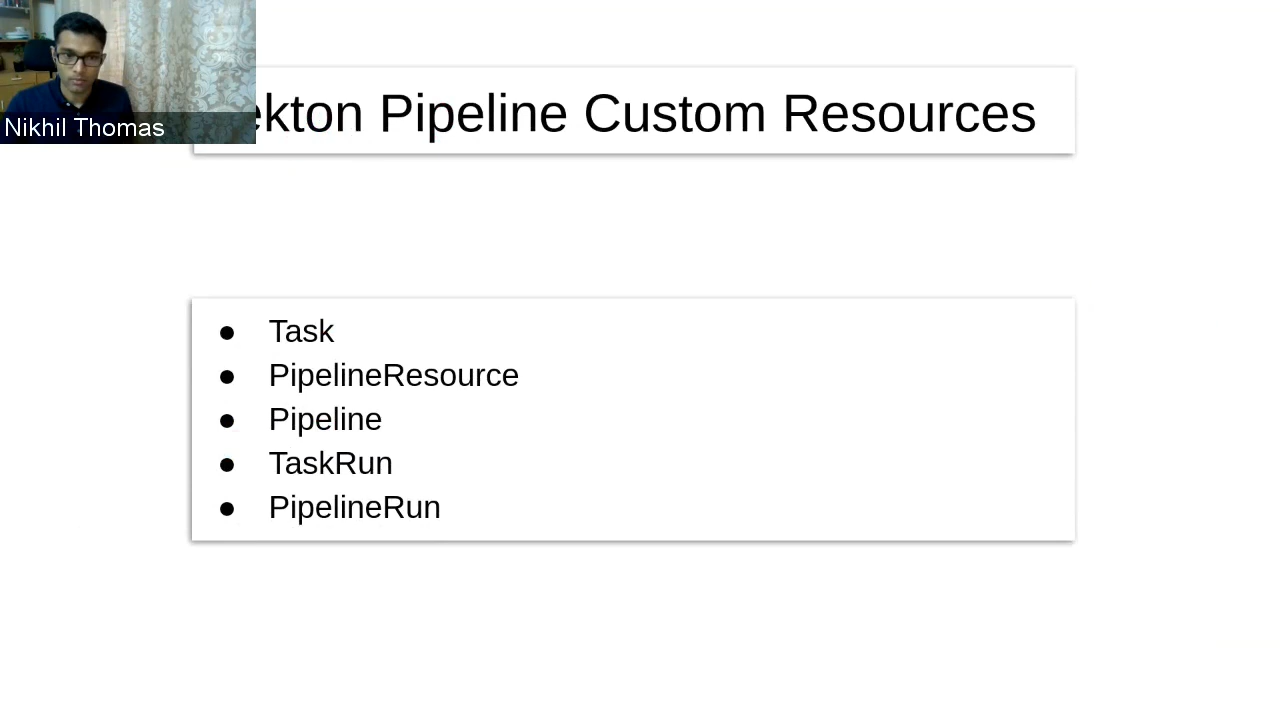 ekton Pipeline Custom Resources
Nikhil Thomas
● Task
● PipelineResource
● Pipeline
● TaskRun
● PipelineRun